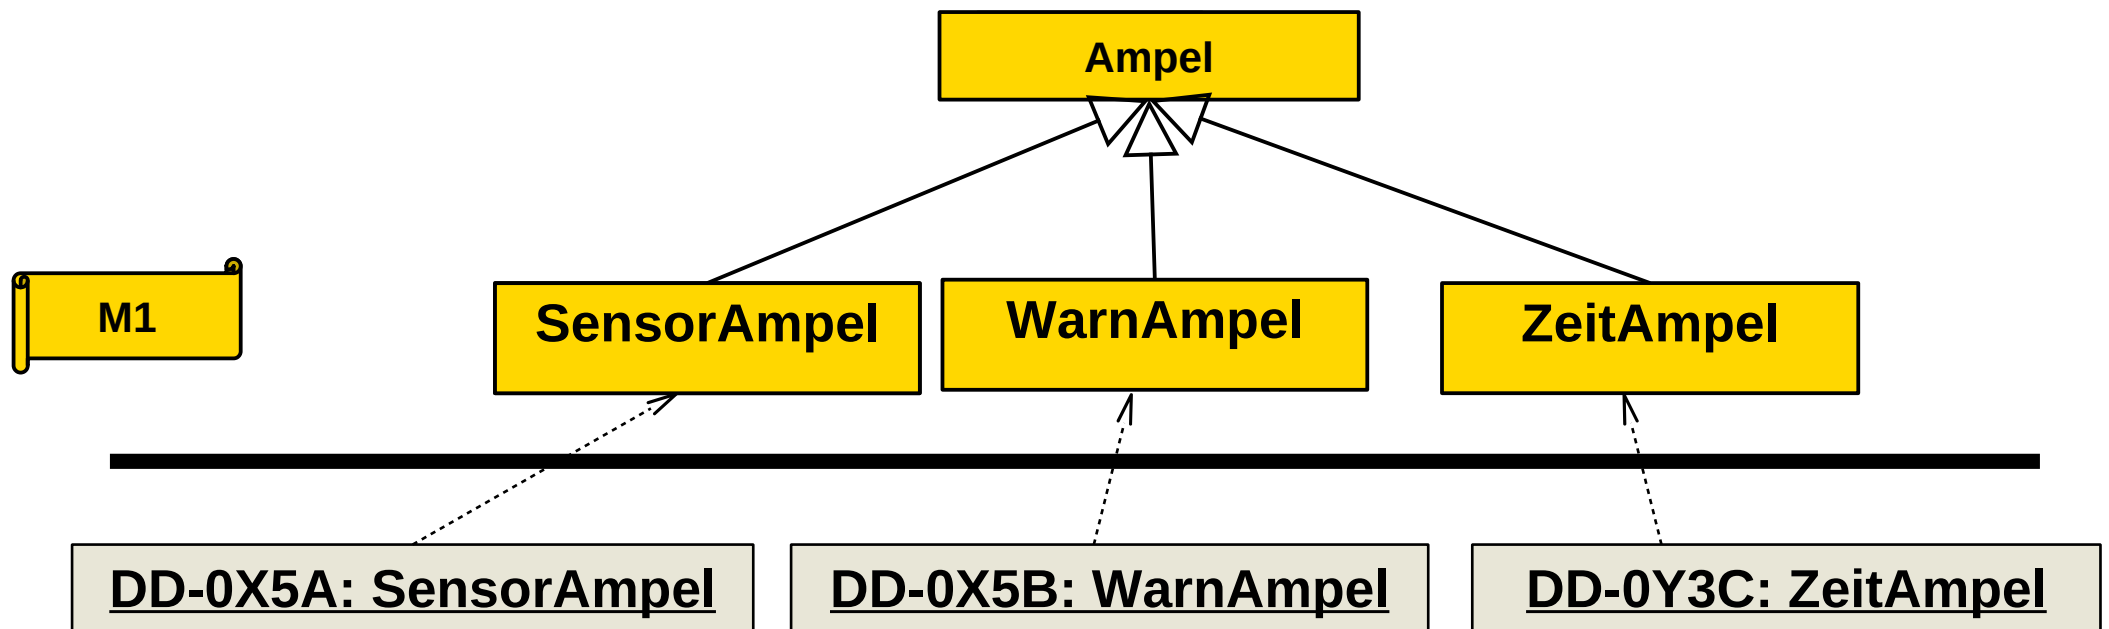 Ampel
M1
SensorAmpel
WarnAmpel
ZeitAmpel
DD-0X5A: SensorAmpel
DD-0X5B: WarnAmpel
DD-0Y3C: ZeitAmpel